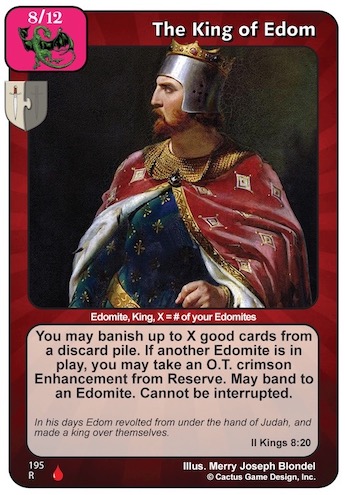 8/12
The King of Edom
Edomite, King, X = # of your Edomites
You may banish up to X good cards from
a discard pile. If another Edomite is in
play, you may take an O.T. crimson
Enhancement from Reserve. May band to
an Edomite. Cannot be interrupted.
In his days Edom revolted from under the hand of Judah, and
made a king over themselves.
II Kings 8:20
195
R
Illus. Merry Joseph Blondel
© Cactus Game Design, Inc.